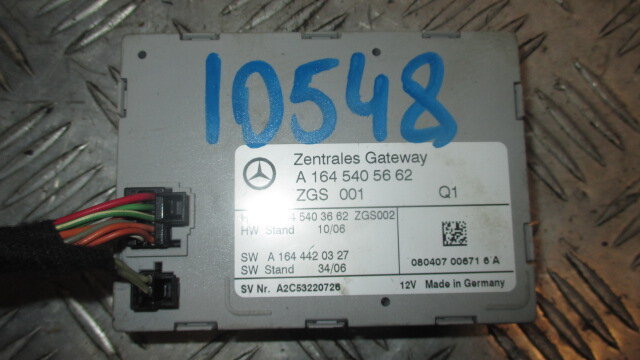 10548
Zentrales Gateway
A 164 540 56 62
ZGS 001 Q1
540 36 62 ZGS002
HW Stand 10/06
SW A 164 442 03 27
SW Stand 34/06
080407 00671 6 A
SV Nr. A2C53220726 12V Made in Germany